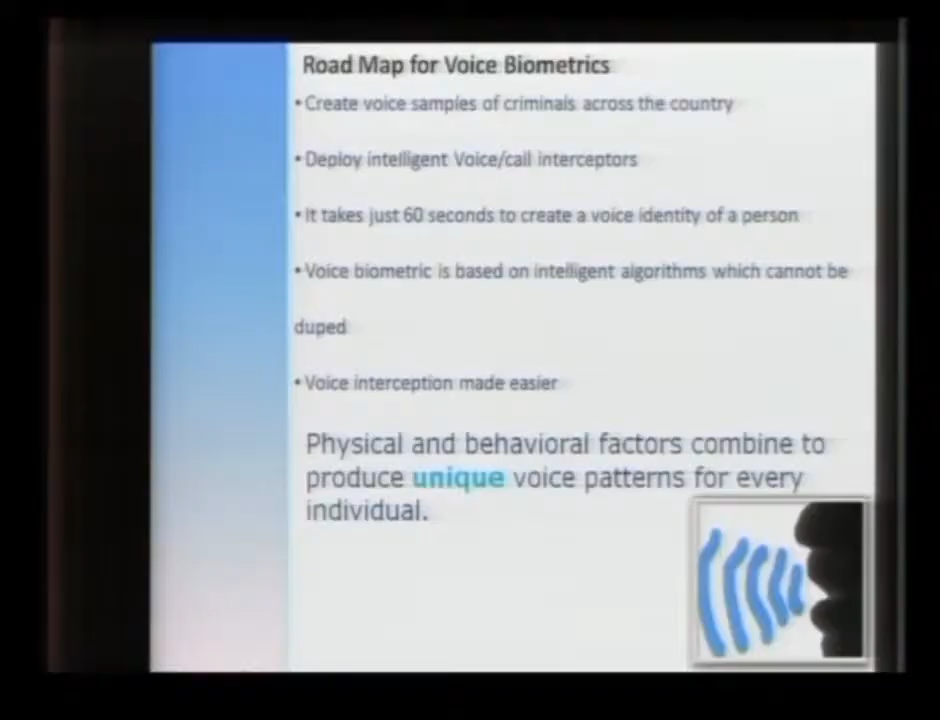 Road Map for Voice Biometrics
• Create voice samples of criminals across the country
• Deploy intelligent Voice/call interceptors
• It takes just 60 seconds to create a voice identity of a person
• Voice biometric is based on intelligent algorithms which cannot be
duped
• Voice interception made easier
Physical and behavioral factors combine to
produce unique voice patterns for every
individual.